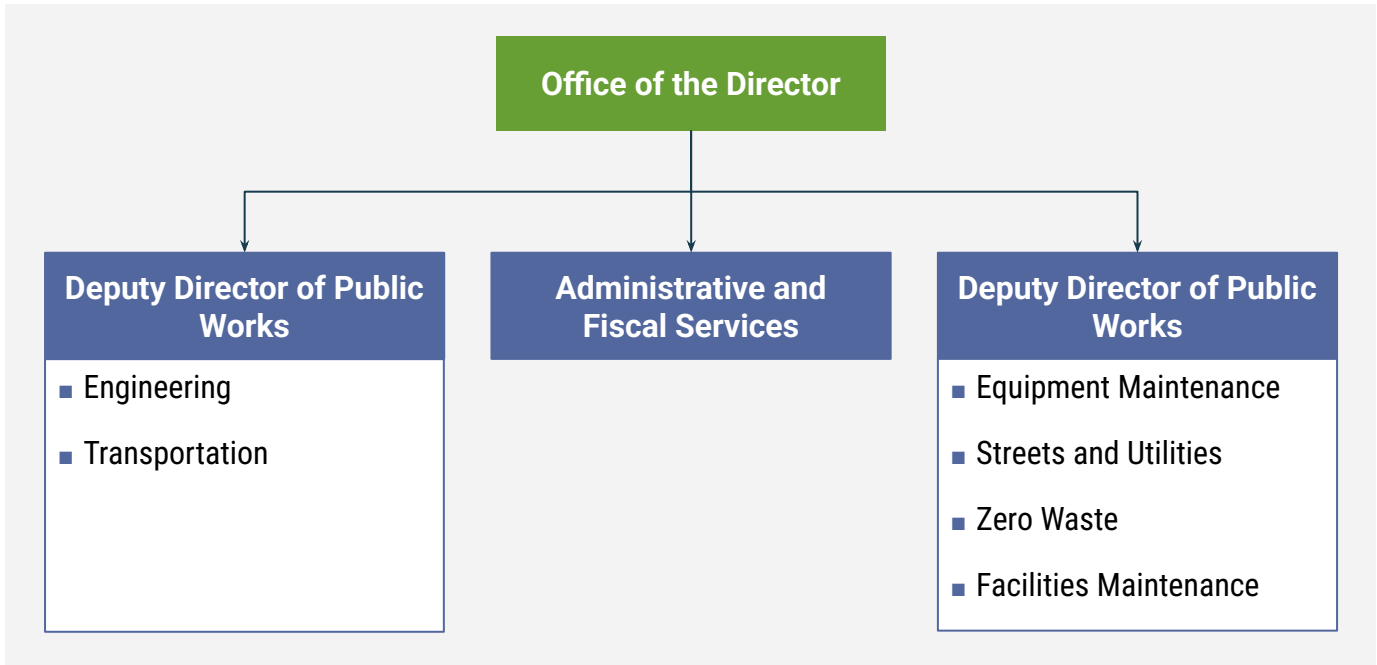 Office of the Director
Deputy Director of Public
Works
Engineering
Transportation
Administrative and
Fiscal Services
Deputy Director of Public
Works
Equipment Maintenance
Streets and Utilities
Zero Waste
Facilities Maintenance